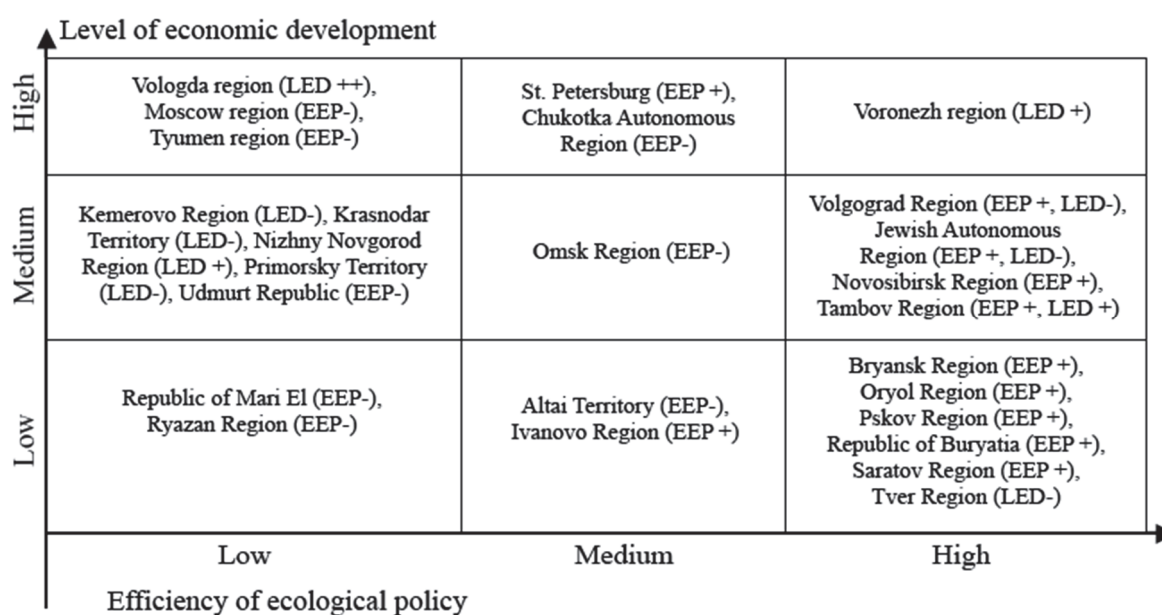 Level of economic development
High
Vologda region (LED ++),
Moscow region (EEP-),
Tyumen region (EEP-)
St. Petersburg (EEP +),
Chukotka Autonomous
Region (EEP-)
Voronezh region (LED +)
Medium
Kemerovo Region (LED-), Krasnodar
Territory (LED-), Nizhny Novgorod
Region (LED +), Primorsky Territory
(LED-), Udmurt Republic (EEP-)
Omsk Region (EEP-)
Volgograd Region (EEP +, LED-),
Jewish Autonomous
Region (EEP +, LED-),
Novosibirsk Region (EEP +),
Tambov Region (EEP +, LED +)
Low
Republic of Mari El (EEP-),
Ryazan Region (EEP-)
Altai Territory (EEP-),
Ivanovo Region (EEP +)
Bryansk Region (EEP +),
Oryol Region (EEP +),
Pskov Region (EEP +),
Republic of Buryatia (EEP +),
Saratov Region (EEP +),
Tver Region (LED-)
Low
Medium
High
Efficiency of ecological policy